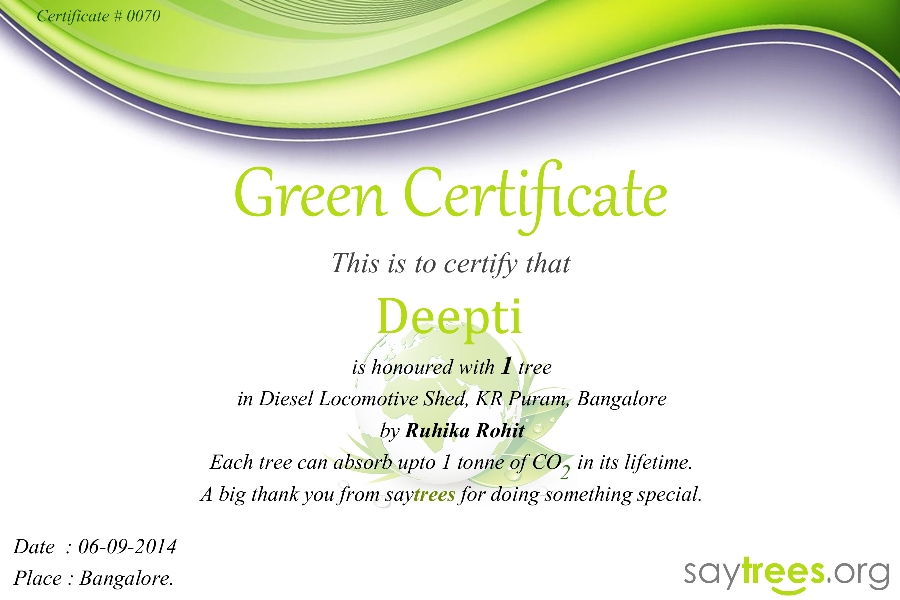 Certificate # 0070
Green Certificate
This is to certify that
Deepti
is honoured with 1 tree
in Diesel Locomotive Shed, KR Puram, Bangalore
by Ruhika Rohit
Each tree can absorb upto 1 tonne of CO2 in its lifetime.
A big thank you from saytrees for doing something special.
Date : 06-09-2014
Place : Bangalore.
saytrees.org